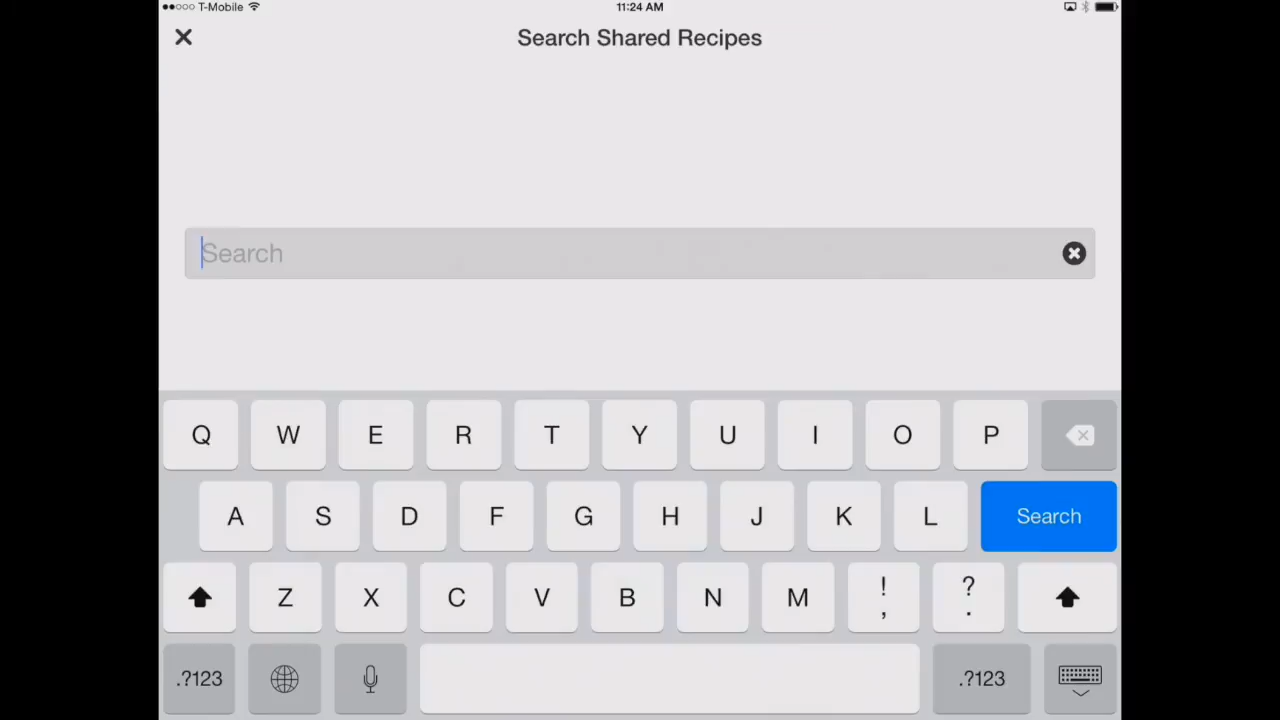 T-Mobile 11:24 AM
Search Shared Recipes
Search
Q W E R T Y U I O P
A S D F G H J K L Search
Z X C V B N M ! , ? .
.?123 .?123